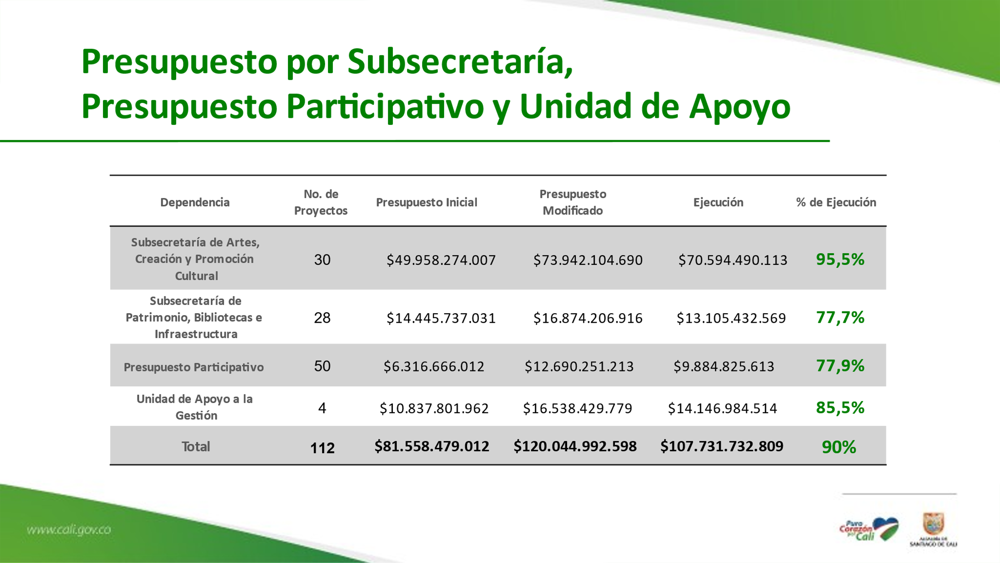 Presupuesto por Subsecretaría,
Presupuesto Participativo y Unidad de Apoyo
Dependencia
No. de
Proyectos
Presupuesto Inicial
Presupuesto
Modificado
Ejecución
% de Ejecución
Subsecretaría de Artes,
Creación y Promoción
Cultural
30
$49.958.274.007
$73.942.104.690
$70.594.490.113
95,5%
Subsecretaría de
Patrimonio, Bibliotecas e
Infraestructura
28
$14.445.737.031
$16.874.206.916
$13.105.432.569
77,7%
Presupuesto Participativo
50
$6.316.666.012
$12.690.251.213
$9.884.825.613
77,9%
Unidad de Apoyo a la
Gestión
4
$10.837.801.962
$16.538.429.779
$14.146.984.514
85,5%
Total
112
$81.558.479.012
$120.044.992.598
$107.731.732.809
90%
www.cali.gov.co
Puro
Corazón
por
Cali
ALCALDÍA DE
SANTIAGO DE CALI